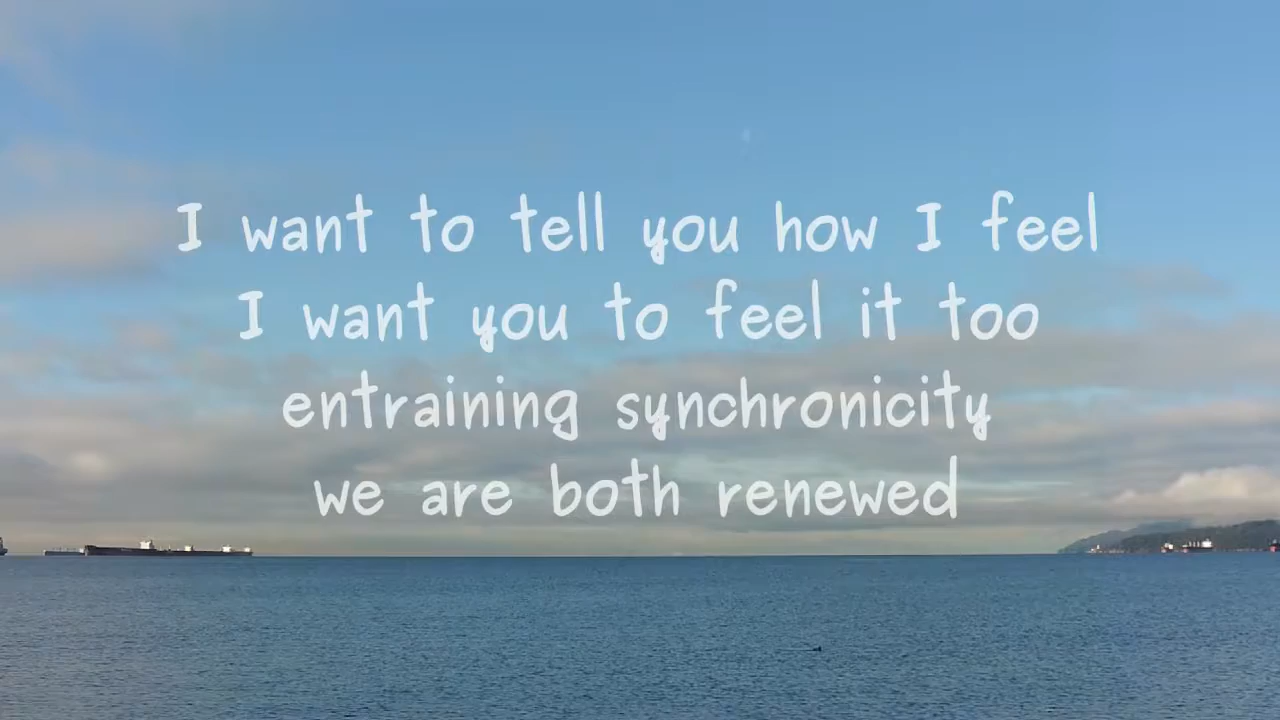 I want to tell you how I feel
I want you to feel it too
entraining synchronicity
we are both renewed